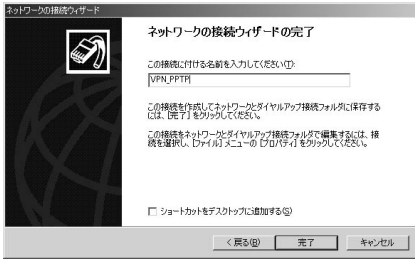 ネットワークの接続ウィザード
ネットワークの接続ウィザードの完了
この接続に付ける名前を入力してください(T):
VPN_PPTP
この接続を作成してネットワークとダイヤルアップ接続フォルダに保存する
には、[完了] をクリックしてください。
この接続をネットワークとダイヤルアップ接続フォルダで編集するには、接
続を選択し、[ファイル] メニューの [プロパティ] をクリックしてください。
ショートカットをデスクトップに追加する(S)
< 戻る(B)
完了
キャンセル